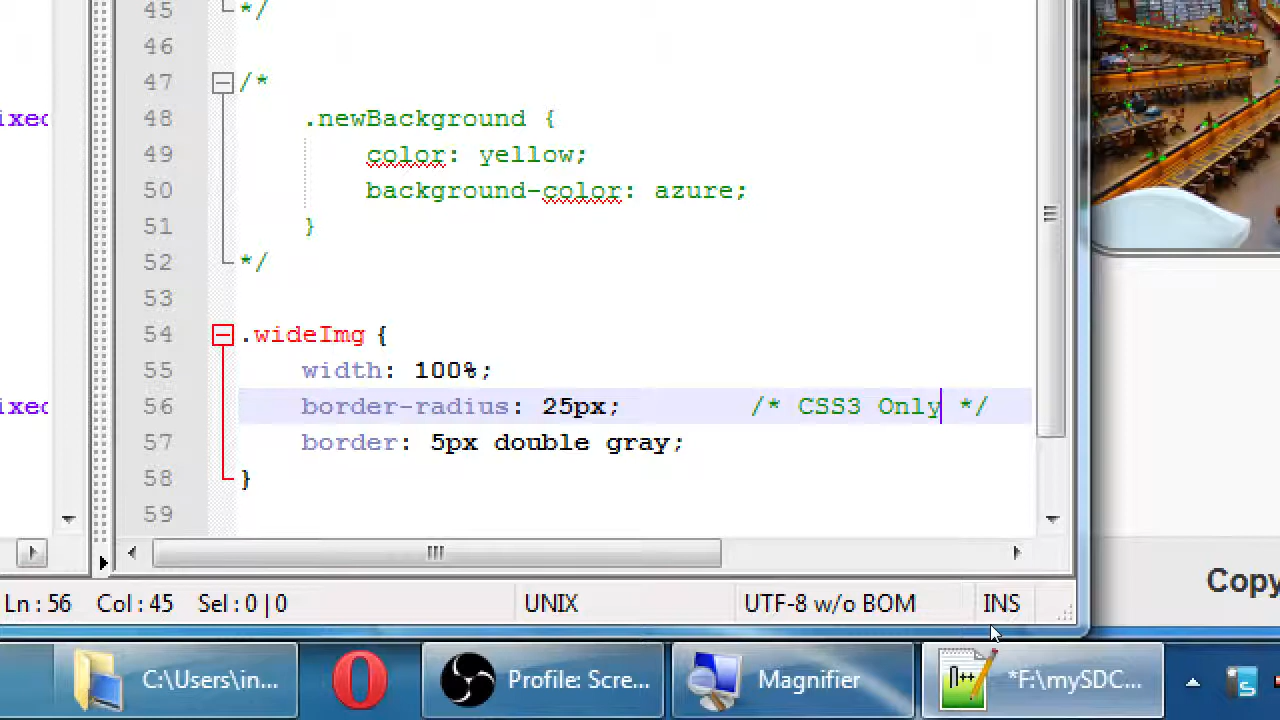 45 */
46
47 /*
ixed 48 .newBackground {
49 color: yellow;
50 background-color: azure;
51 }
52 */
53
54 .wideImg {
55 width: 100%;
ixed 56 border-radius: 25px; /* CSS3 Only */
57 border: 5px double gray;
58 }
59
Copy
Ln : 56 Col : 45 Sel : 0 | 0 UNIX UTF-8 w/o BOM INS
C:\Users\in... Profile: Scre... Magnifier *F:\mySDC...